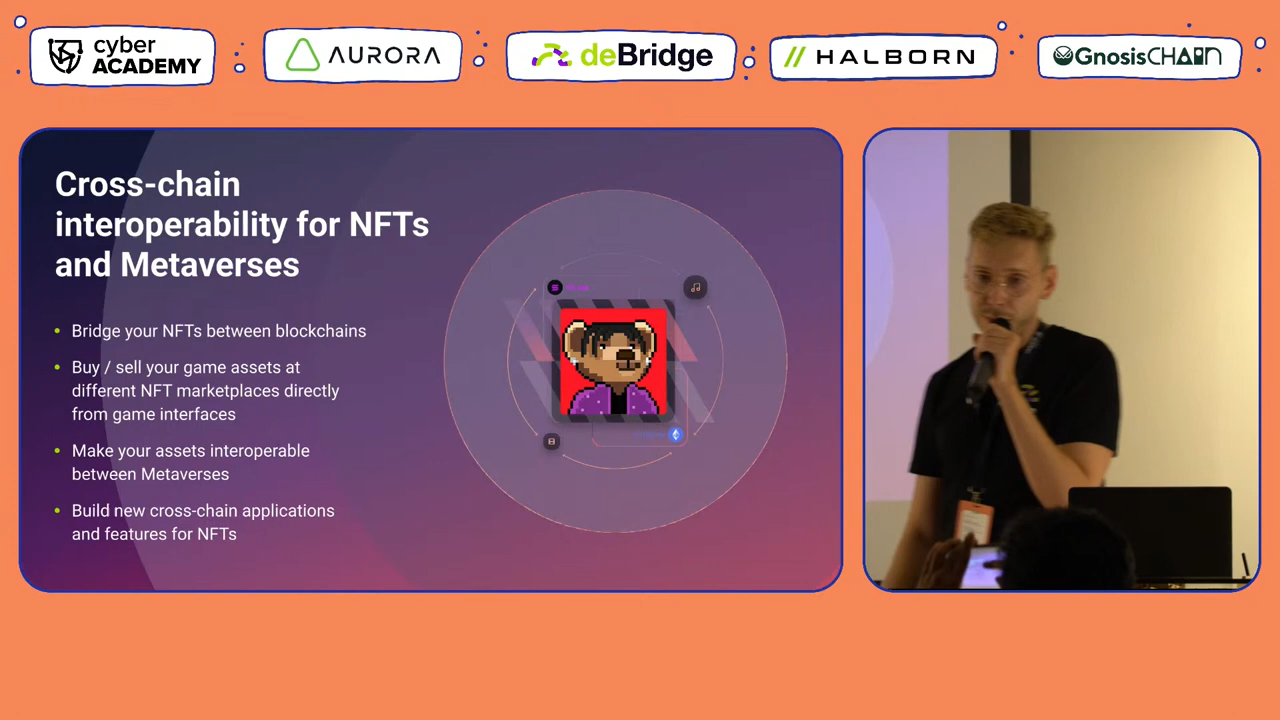 cyber
ACADEMY
AURORA
deBridge
HALBORN
GnosisCHAIN
Cross-chain
interoperability for NFTs
and Metaverses
Bridge your NFTs between blockchains
Buy / sell your game assets at
different NFT marketplaces directly
from game interfaces
Make your assets interoperable
between Metaverses
Build new cross-chain applications
and features for NFTs